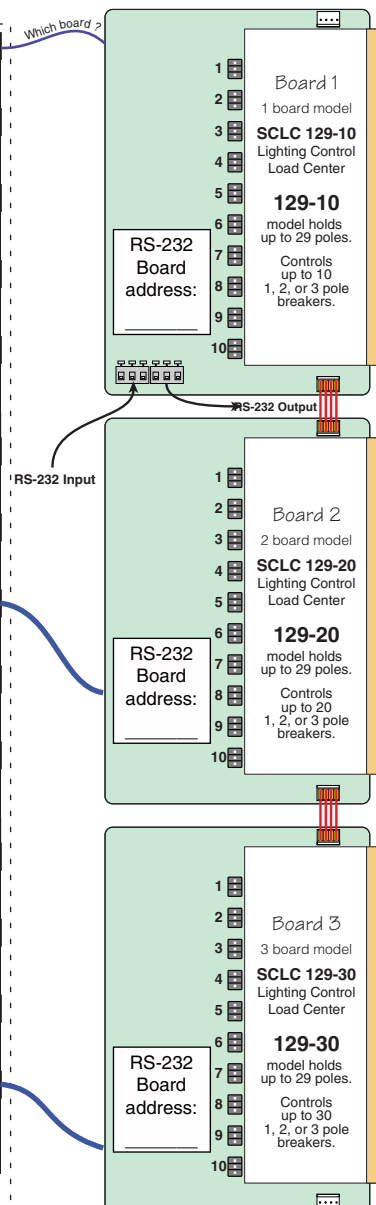 Which board ?
1
2
3
4
5
6
7
8
9
10
Board 1
1 board model
SCLC 129-10
Lighting Control
Load Center
129-10
model holds
up to 29 poles.
Controls
up to 10
1, 2, or 3 pole
breakers.
RS-232
Board
address:
RS-232 Output
RS-232 Input
1
2
3
4
5
6
7
8
9
10
Board 2
2 board model
SCLC 129-20
Lighting Control
Load Center
129-20
model holds
up to 29 poles.
Controls
up to 20
1, 2, or 3 pole
breakers.
RS-232
Board
address:
1
2
3
4
5
6
7
8
9
10
Board 3
3 board model
SCLC 129-30
Lighting Control
Load Center
129-30
model holds
up to 29 poles.
Controls
up to 30
1, 2, or 3 pole
breakers.
RS-232
Board
address: